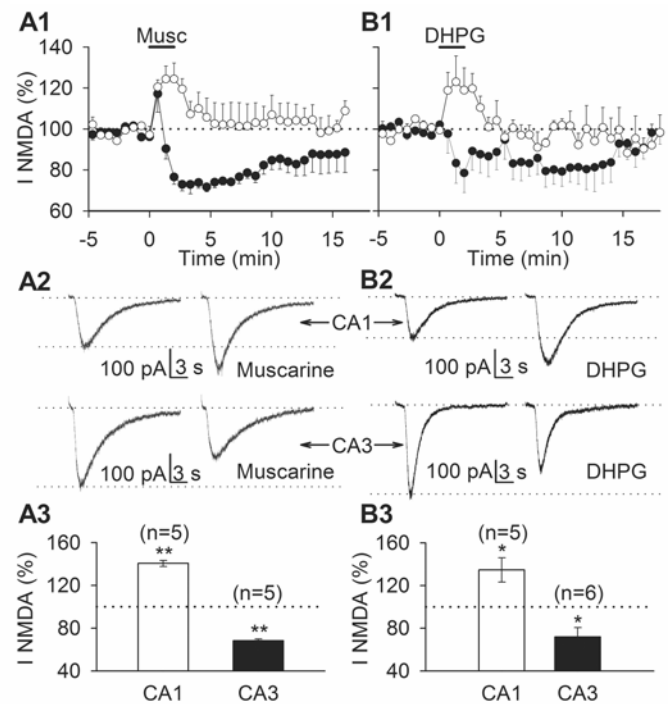 A1
Musc
I NMDA (%)
140
120
100
80
60
-5 0 5 10 15
Time (min)
B1
DHPG
-5 0 5 10 15
Time (min)
A2
B2
CA1
100 pA 3 s
Muscarine
100 pA 3 s
DHPG
CA3
100 pA 3 s
Muscarine
100 pA 3 s
DHPG
A3
I NMDA (%)
160
120
80
40
(n=5)
**
(n=5)
**
CA1 CA3
B3
I NMDA (%)
160
120
80
40
(n=5)
*
(n=6)
*
CA1 CA3